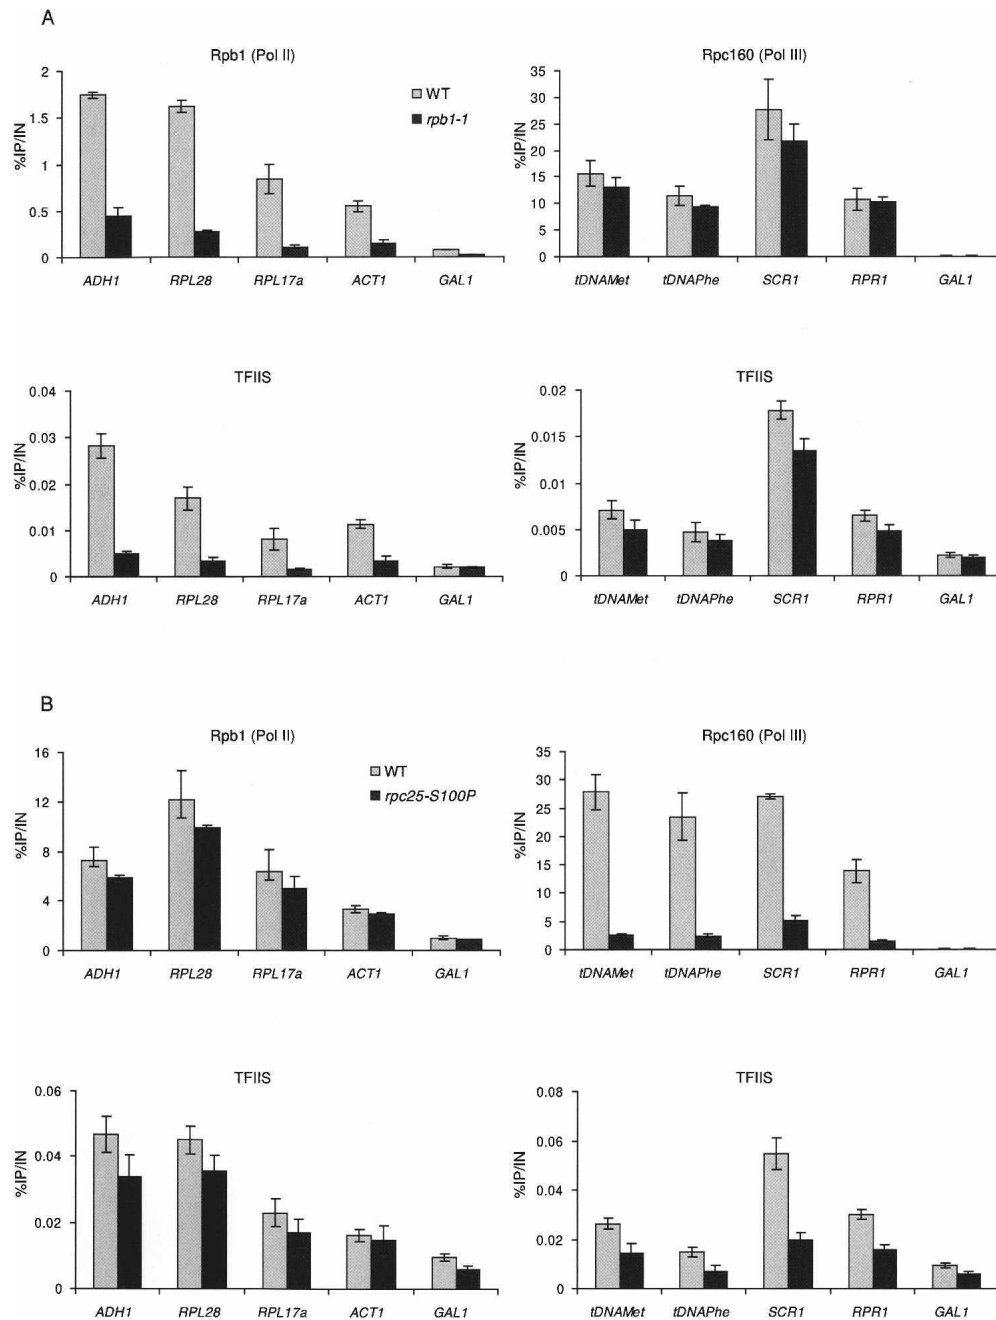 A
Rpb1 (Pol II)
%IP/IN
2
1.5
1
0.5
0
WT
rpb1-1
ADH1 RPL28 RPL17a ACT1 GAL1
Rpc160 (Pol III)
%IP/IN
35
30
25
20
15
10
5
0
tDNAMet tDNAPhe SCR1 RPR1 GAL1
TFIIS
%IP/IN
0.04
0.03
0.02
0.01
0
ADH1 RPL28 RPL17a ACT1 GAL1
TFIIS
%IP/IN
0.02
0.015
0.01
0.005
0
tDNAMet tDNAPhe SCR1 RPR1 GAL1
B
Rpb1 (Pol II)
%IP/IN
16
12
8
4
0
WT
rpc25-S100P
ADH1 RPL28 RPL17a ACT1 GAL1
Rpc160 (Pol III)
%IP/IN
35
30
25
20
15
10
5
0
tDNAMet tDNAPhe SCR1 RPR1 GAL1
TFIIS
%IP/IN
0.06
0.04
0.02
0
ADH1 RPL28 RPL17a ACT1 GAL1
TFIIS
%IP/IN
0.08
0.06
0.04
0.02
0
tDNAMet tDNAPhe SCR1 RPR1 GAL1